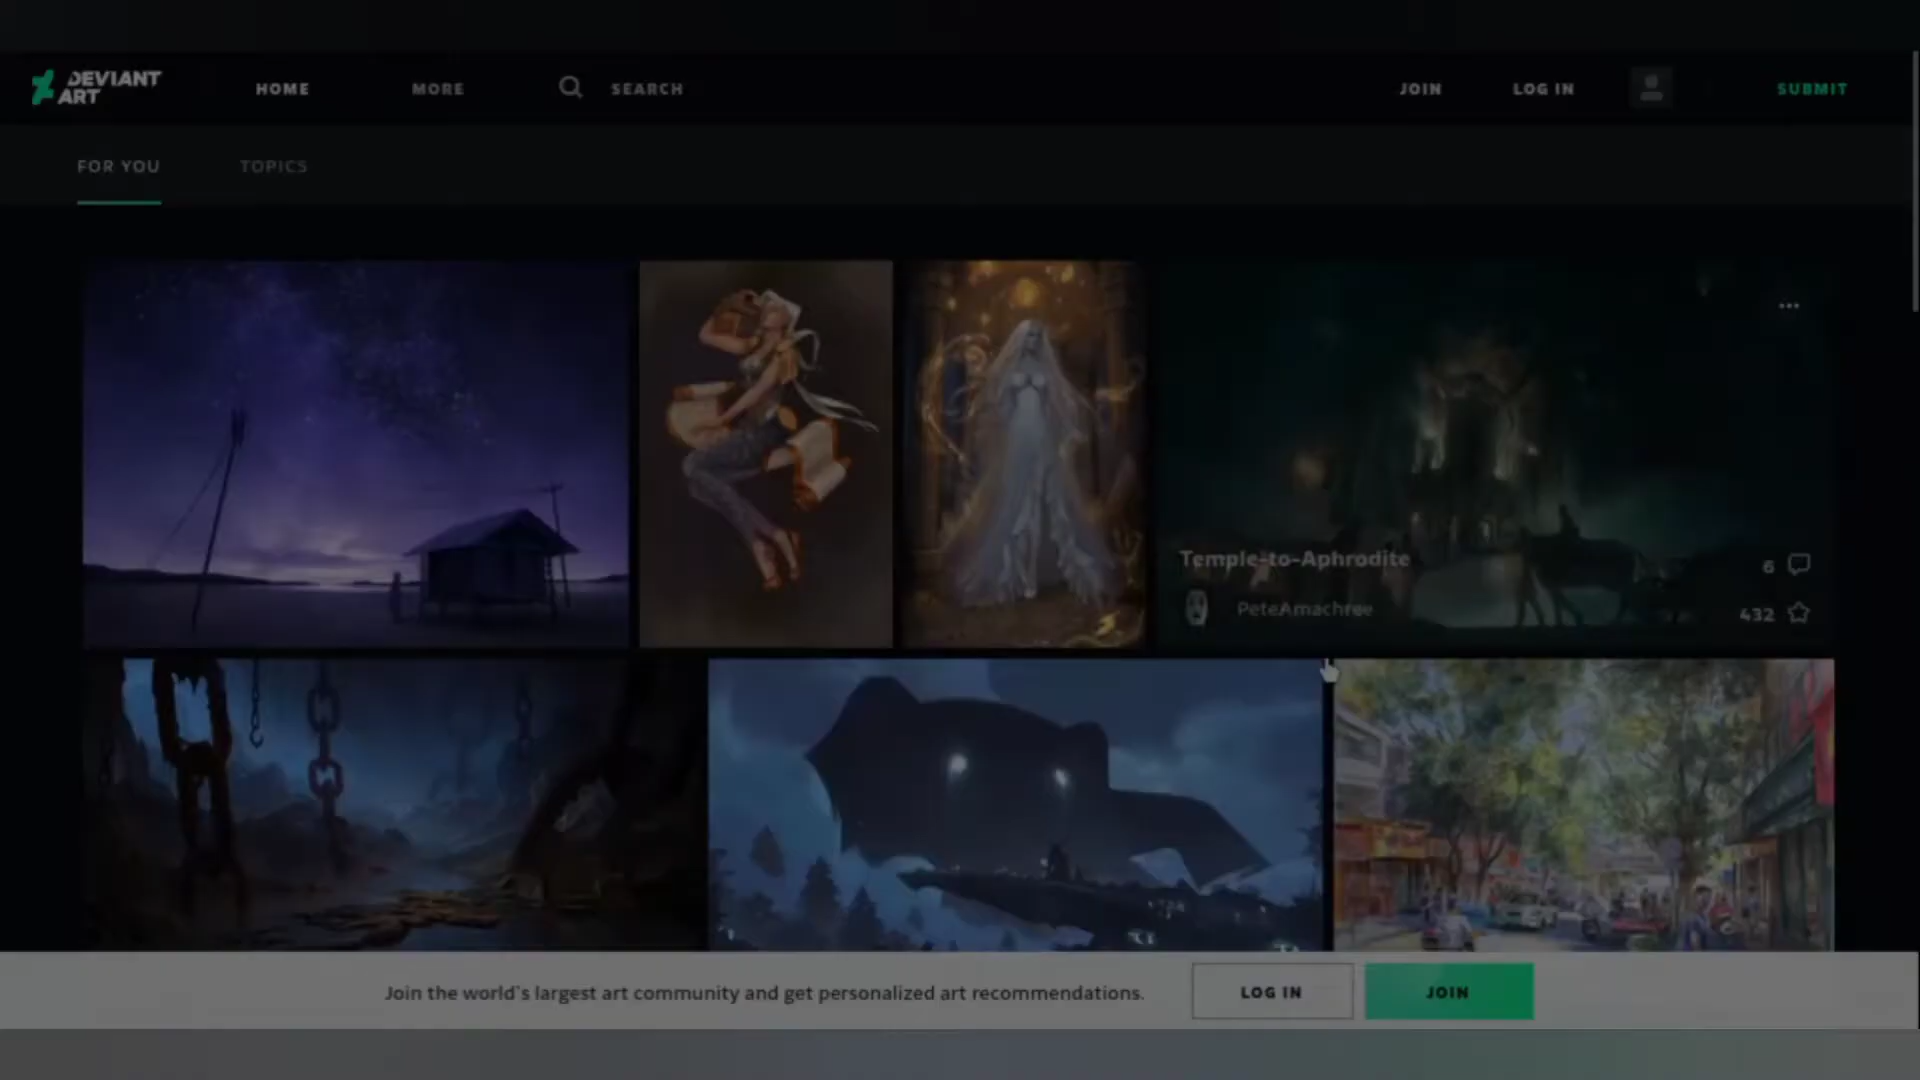 DEVIANT
ART
HOME
MORE
SEARCH
JOIN
LOG IN
SUBMIT
FOR YOU
TOPICS
Temple-to-Aphrodite
6
PeteAmachree
432
Join the world's largest art community and get personalized art recommendations.
LOG IN
JOIN